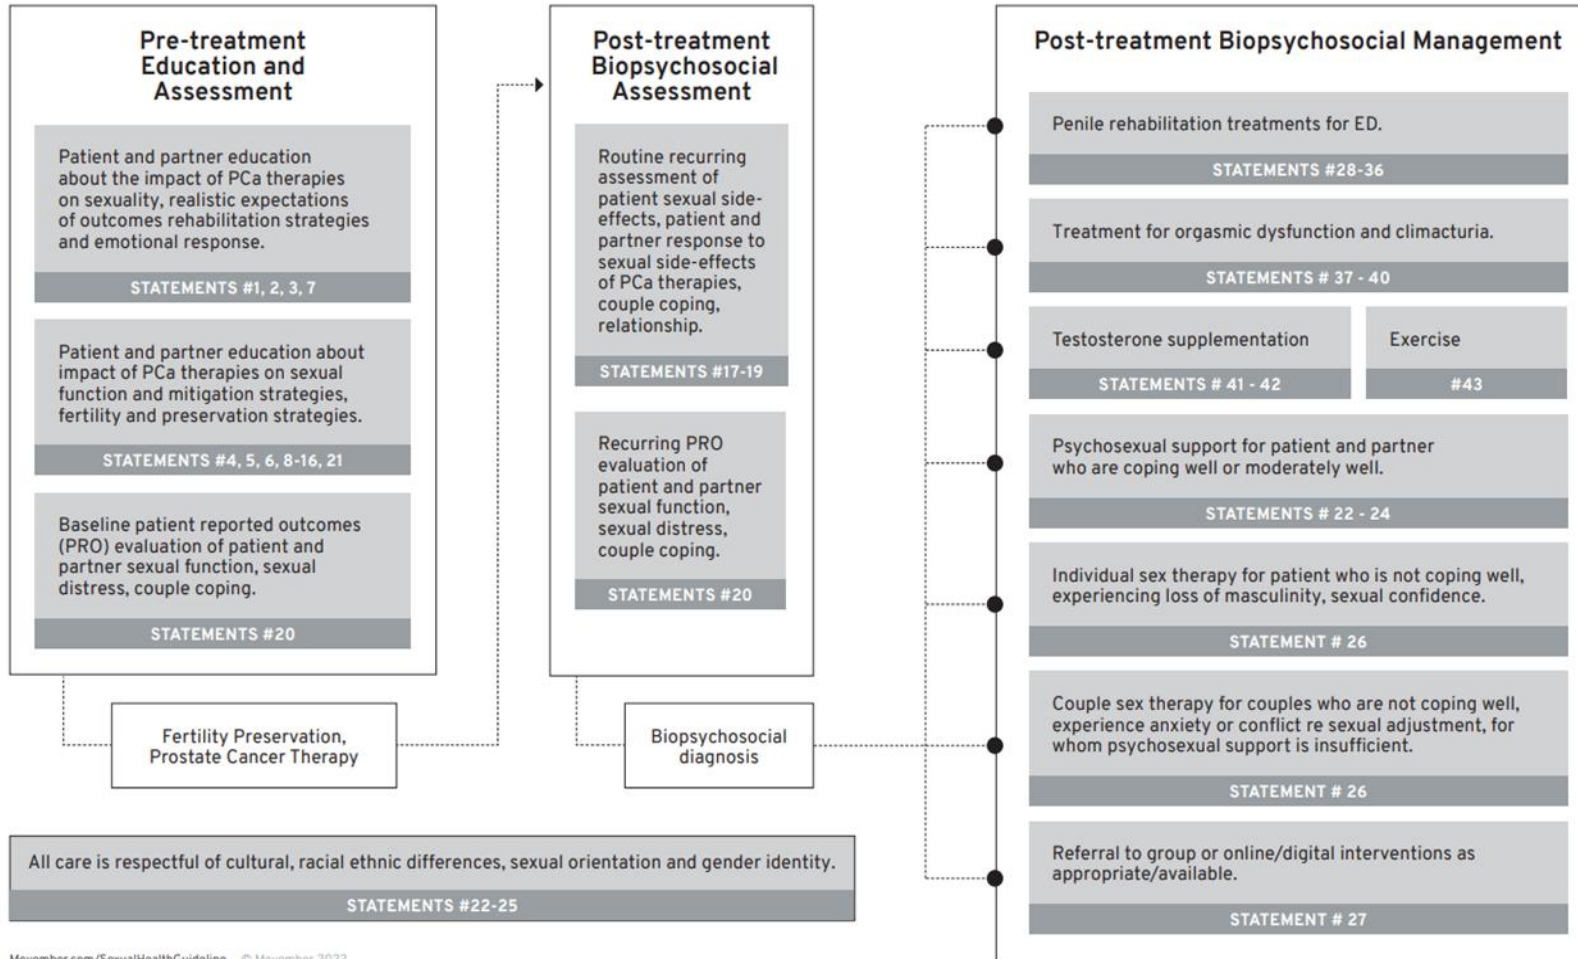 Pre-treatment
Education and
Assessment
Patient and partner education
about the impact of PCa therapies
on sexuality, realistic expectations
of outcomes rehabilitation strategies
and emotional response.
STATEMENTS #1, 2, 3, 7
Patient and partner education about
impact of PCa therapies on sexual
function and mitigation strategies,
fertility and preservation strategies.
STATEMENTS #4, 5, 6, 8-16, 21
Baseline patient reported outcomes
(PRO) evaluation of patient and
partner sexual function, sexual
distress, couple coping.
STATEMENTS #20
Fertility Preservation,
Prostate Cancer Therapy
Post-treatment
Biopsychosocial
Assessment
Routine recurring
assessment of
patient sexual side-
effects, patient and
partner response to
sexual side-effects
of PCa therapies,
couple coping,
relationship.
STATEMENTS #17-19
Recurring PRO
evaluation of
patient and partner
sexual function,
sexual distress,
couple coping.
STATEMENTS #20
Biopsychosocial
diagnosis
Post-treatment Biopsychosocial Management
Penile rehabilitation treatments for ED.
STATEMENTS #28-36
Treatment for orgasmic dysfunction and climacturia.
STATEMENTS # 37 - 40
Testosterone supplementation
STATEMENTS # 41 - 42
Exercise
#43
Psychosexual support for patient and partner
who are coping well or moderately well.
STATEMENTS # 22 - 24
Individual sex therapy for patient who is not coping well,
experiencing loss of masculinity, sexual confidence.
STATEMENT # 26
Couple sex therapy for couples who are not coping well,
experience anxiety or conflict re sexual adjustment, for
whom psychosexual support is insufficient.
STATEMENT # 26
Referral to group or online/digital interventions as
appropriate/available.
STATEMENT # 27
All care is respectful of cultural, racial ethnic differences, sexual orientation and gender identity.
STATEMENTS #22-25
Movember.com/SexualHealthGuideline © Movember 2022